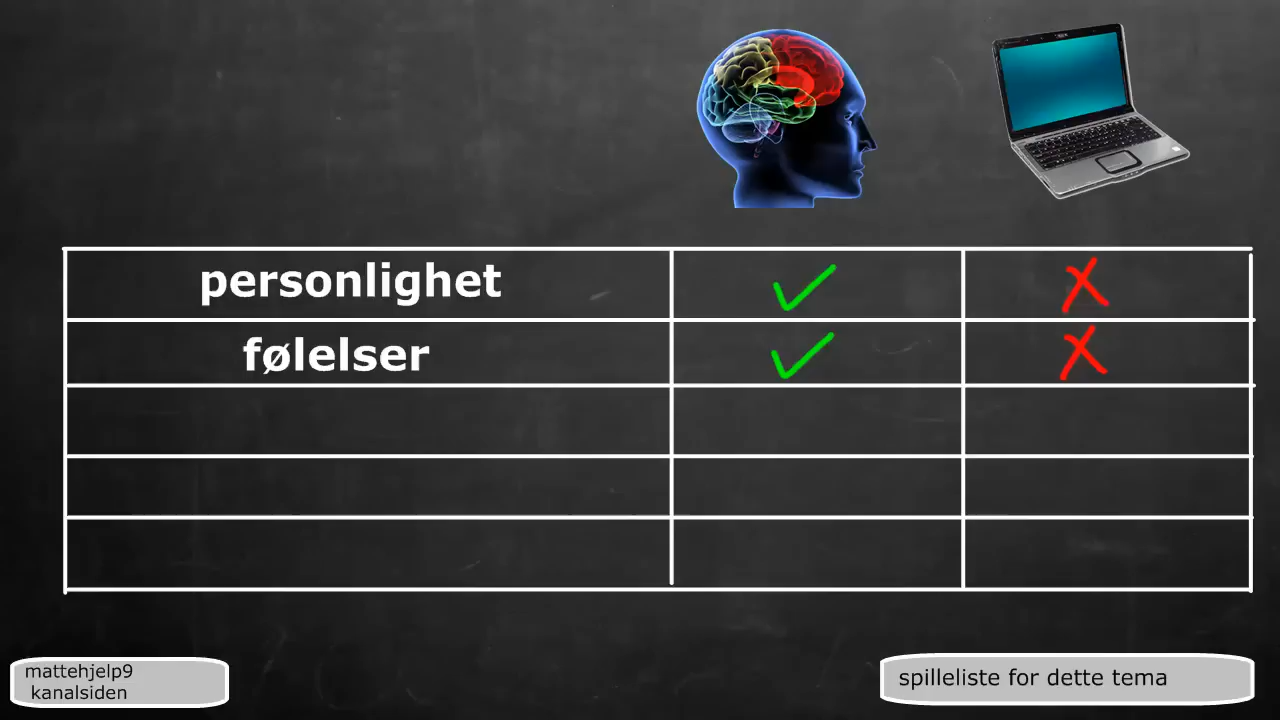 personlighet
følelser
mattehjelp9
kanalsiden
spilleliste for dette tema